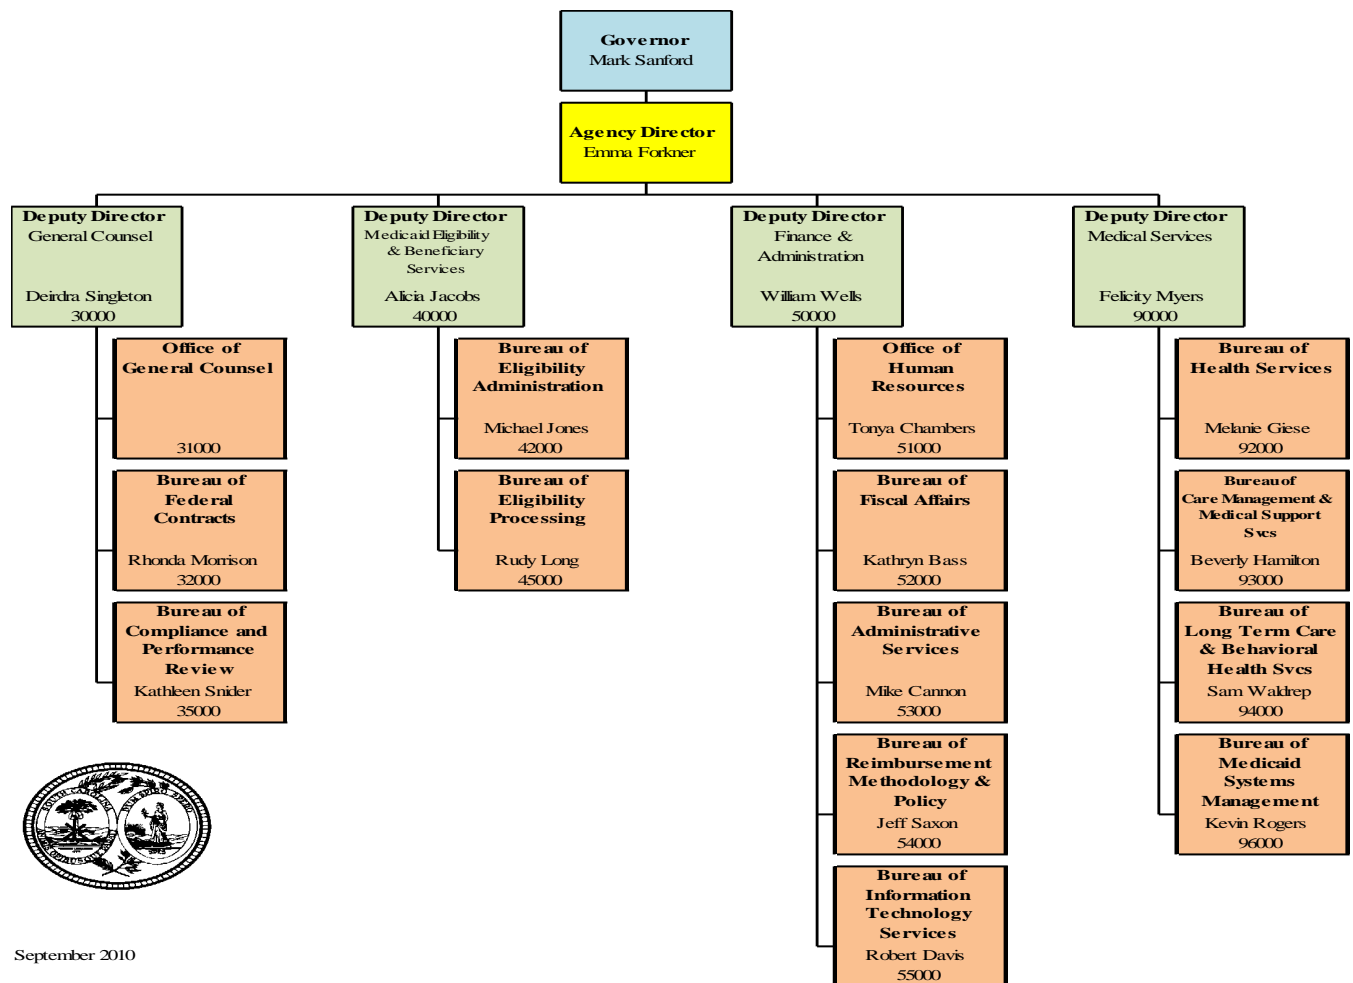 Governor
Mark Sanford
Agency Director
Emma Forkner
Deputy Director
General Counsel
Deirdra Singleton
30000
Office of
General Counsel
31000
Bureau of
Federal
Contracts
Rhonda Morrison
32000
Bureau of
Compliance and
Performance
Review
Kathleen Snider
35000
Deputy Director
Medicaid Eligibility
& Beneficiary
Services
Alicia Jacobs
40000
Bureau of
Eligibility
Administration
Michael Jones
42000
Bureau of
Eligibility
Processing
Rudy Long
45000
Deputy Director
Finance &
Administration
William Wells
50000
Office of
Human
Resources
Tonya Chambers
51000
Bureau of
Fiscal Affairs
Kathryn Bass
52000
Bureau of
Administrative
Services
Mike Cannon
53000
Bureau of
Reimbursement
Methodology &
Policy
Jeff Saxon
54000
Bureau of
Information
Technology
Services
Robert Davis
55000
Deputy Director
Medical Services
Felicity Myers
90000
Bureau of
Health Services
Melanie Giese
92000
Bureau of
Care Management &
Medical Support
Svcs
Beverly Hamilton
93000
Bureau of
Long Term Care
& Behavioral
Health Svcs
Sam Waldrep
94000
Bureau of
Medicaid
Systems
Management
Kevin Rogers
96000
SOUTH CAROLINA
DUM SPIRO SPERO
September 2010